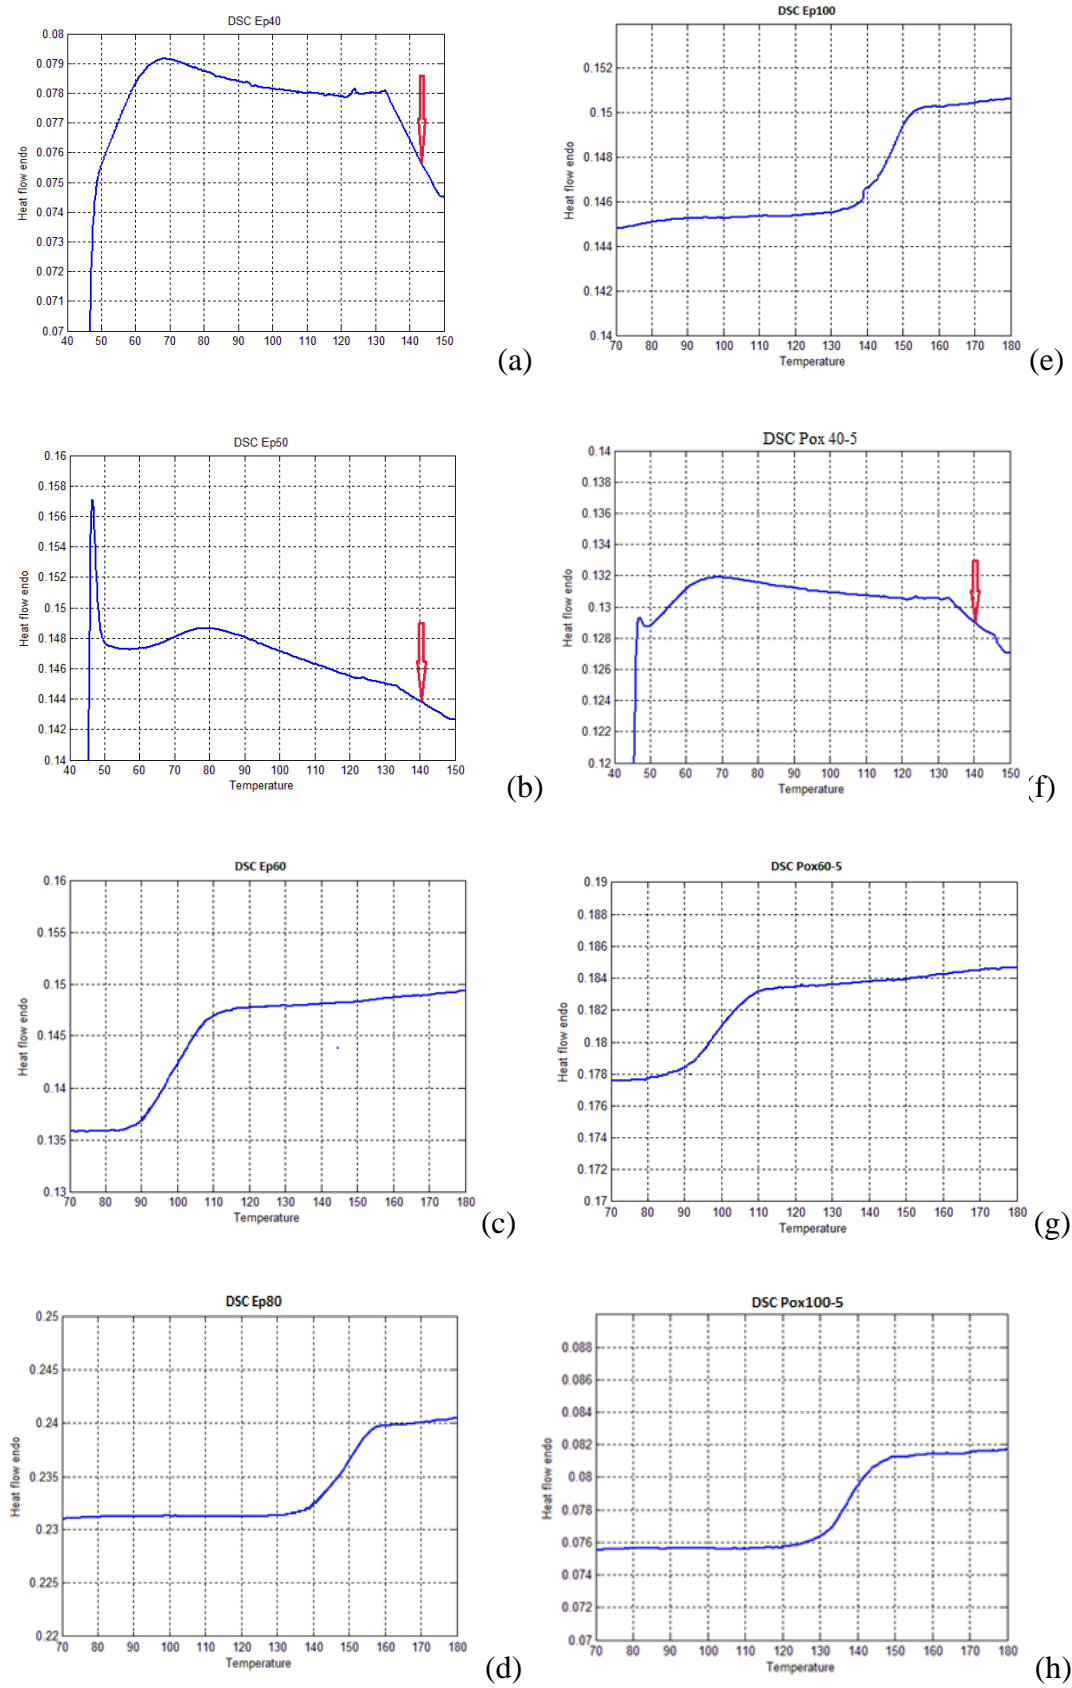 DSC Ep40
0.08
0.079
0.078
0.077
0.076
0.075
0.074
0.073
0.072
0.071
0.07
Heat flow endo
40 50 60 70 80 90 100 110 120 130 140 150
(a)
DSC Ep100
0.152
0.15
0.148
0.146
0.144
0.142
0.14
Heat flow endo
70 80 90 100 110 120 130 140 150 160 170 180
Temperature
(e)
DSC Ep50
0.16
0.158
0.156
0.154
0.152
0.15
0.148
0.146
0.144
0.142
0.14
Heat flow endo
40 50 60 70 80 90 100 110 120 130 140 150
Temperature
(b)
DSC Pox 40-5
0.14
0.138
0.136
0.134
0.132
0.13
0.128
0.126
0.124
0.122
0.12
Heat flow endo
40 50 60 70 80 90 100 110 120 130 140 150
Temperature
(f)
DSC Ep60
0.16
0.155
0.15
0.145
0.14
0.135
0.13
Heat flow endo
70 80 90 100 110 120 130 140 150 160 170 180
Temperature
(c)
DSC Pox60-5
0.19
0.188
0.186
0.184
0.182
0.18
0.178
0.176
0.174
0.172
0.17
Heat flow endo
70 80 90 100 110 120 130 140 150 160 170 180
Temperature
(g)
DSC Ep80
0.25
0.245
0.24
0.235
0.23
0.225
0.22
Heat flow endo
70 80 90 100 110 120 130 140 150 160 170 180
Temperature
(d)
DSC Pox100-5
0.088
0.086
0.084
0.082
0.08
0.078
0.076
0.074
0.072
0.07
Heat flow endo
70 80 90 100 110 120 130 140 150 160 170 180
Temperature
(h)